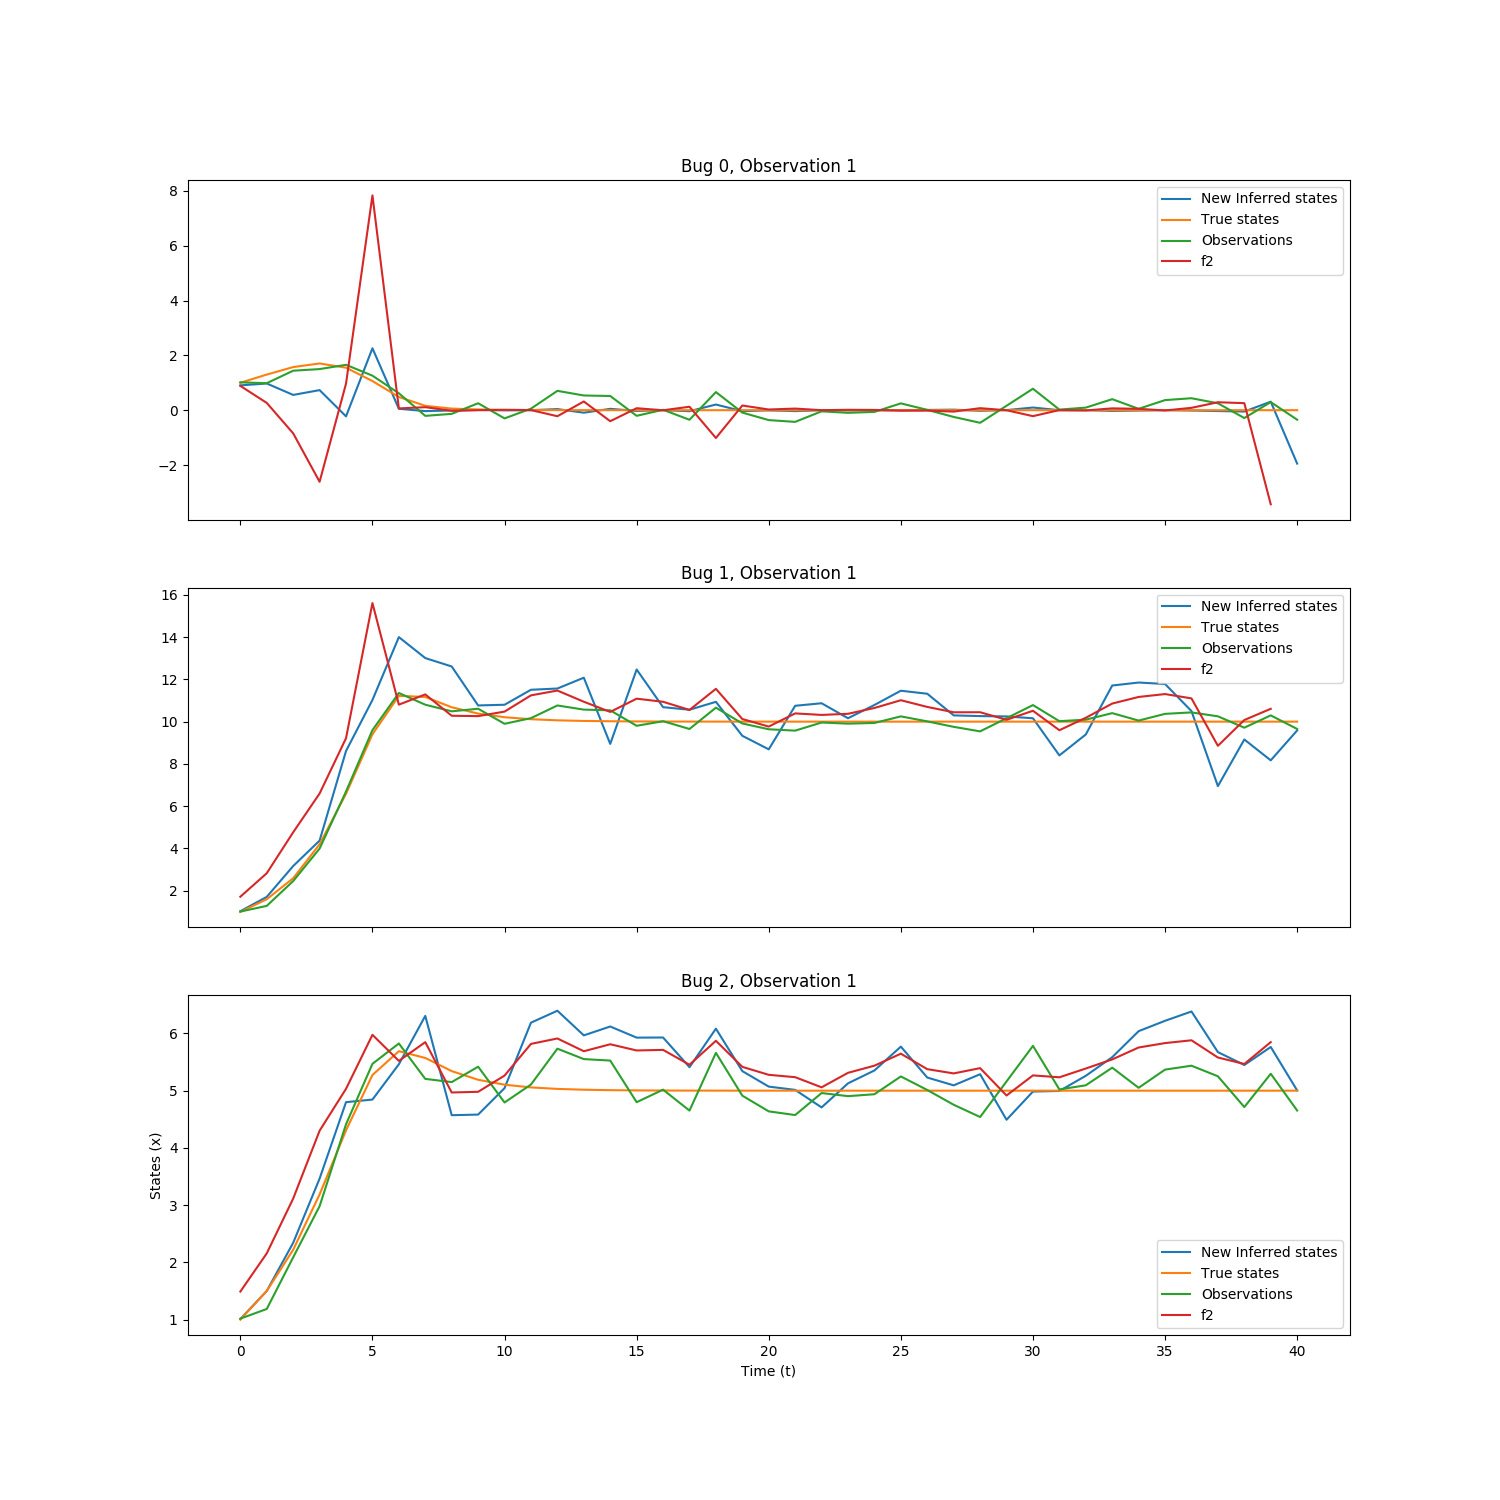 Bug 0, Observation 1
8
6
4
2
0
−2
New Inferred states
True states
Observations
f2
Bug 1, Observation 1
16
14
12
10
8
6
4
2
New Inferred states
True states
Observations
f2
Bug 2, Observation 1
States (x)
6
5
4
3
2
1
New Inferred states
True states
Observations
f2
0 5 10 15 20 25 30 35 40
Time (t)